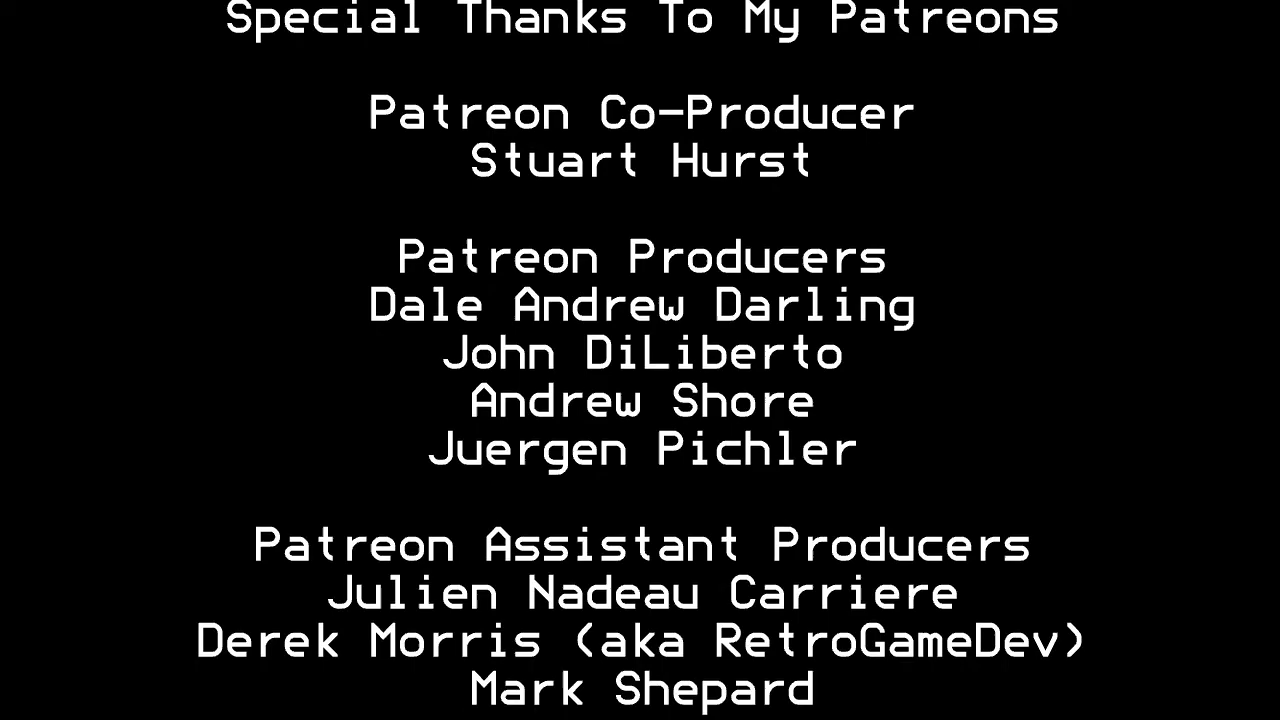 Special Thanks To My Patreons
Patreon Co-Producer
Stuart Hurst
Patreon Producers
Dale Andrew Darling
John DiLiberto
Andrew Shore
Juergen Pichler
Patreon Assistant Producers
Julien Nadeau Carriere
Derek Morris (aka RetroGameDev)
Mark Shepard